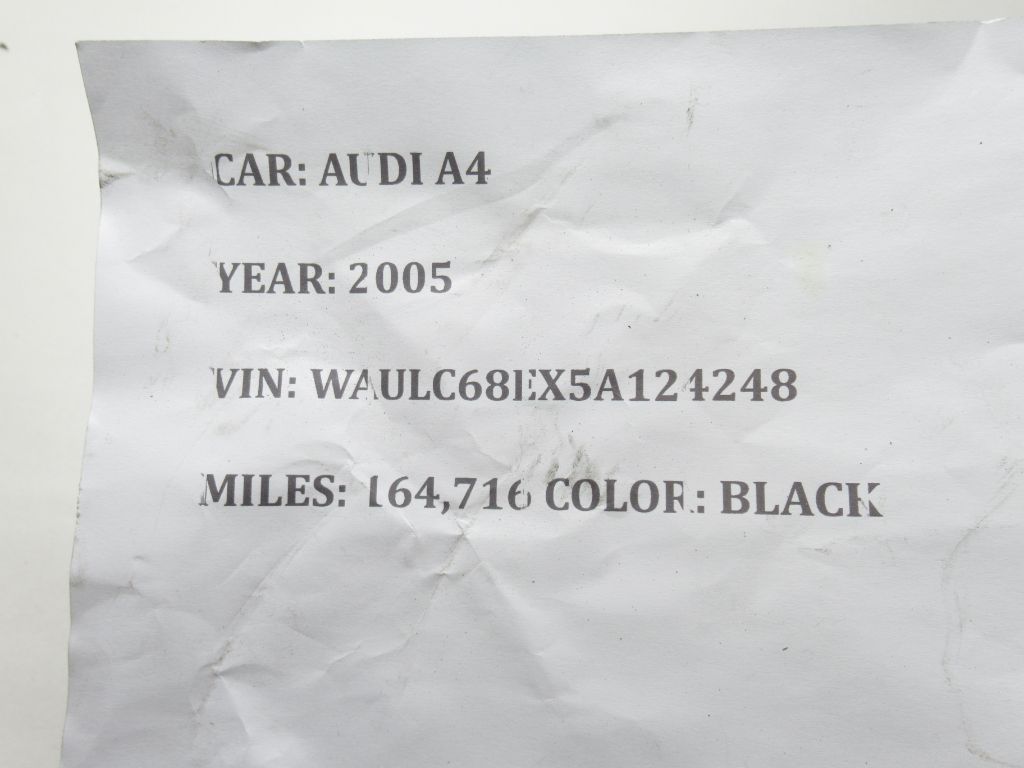 CAR: AUDI A4
YEAR: 2005
VIN: WAULC68EX5A124248
MILES: 164,716 COLOR: BLACK